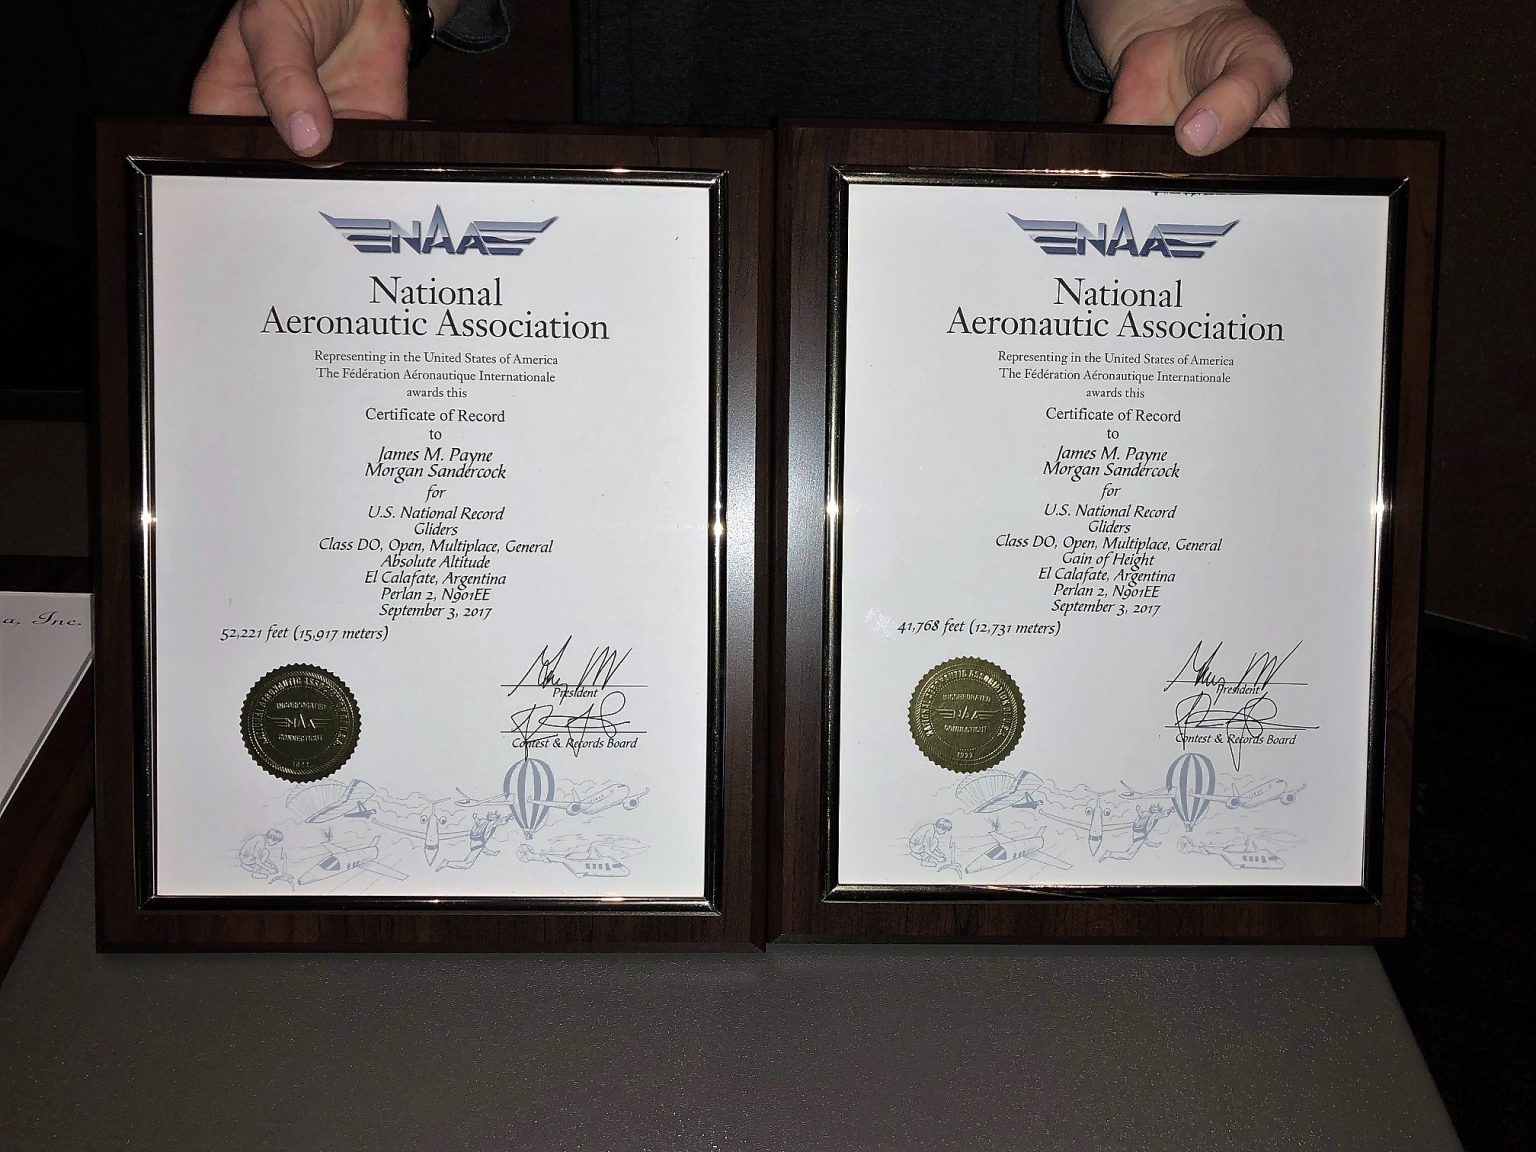 NAA
National
Aeronautic Association
Representing in the United States of America
The Fédération Aéronautique Internationale
awards this
Certificate of Record
to
James M. Payne
Morgan Sandercock
for
U.S. National Record
Gliders
Class DO, Open, Multiplace, General
Absolute Altitude
El Calafate, Argentina
Perlan 2, N901EE
September 3, 2017
52,221 feet (15,917 meters)
President
Contest & Records Board
INCORPORATED
NAA
CONNECTICUT
1922
NAA
National
Aeronautic Association
Representing in the United States of America
The Fédération Aéronautique Internationale
awards this
Certificate of Record
to
James M. Payne
Morgan Sandercock
for
U.S. National Record
Gliders
Class DO, Open, Multiplace, General
Gain of Height
El Calafate, Argentina
Perlan 2, N901EE
September 3, 2017
41,768 feet (12,731 meters)
President
Contest & Records Board
NATIONAL AERONAUTIC ASSOCIATION OF U.S.A.
INCORPORATED
NAA
CONNECTICUT
1922
a, Inc.